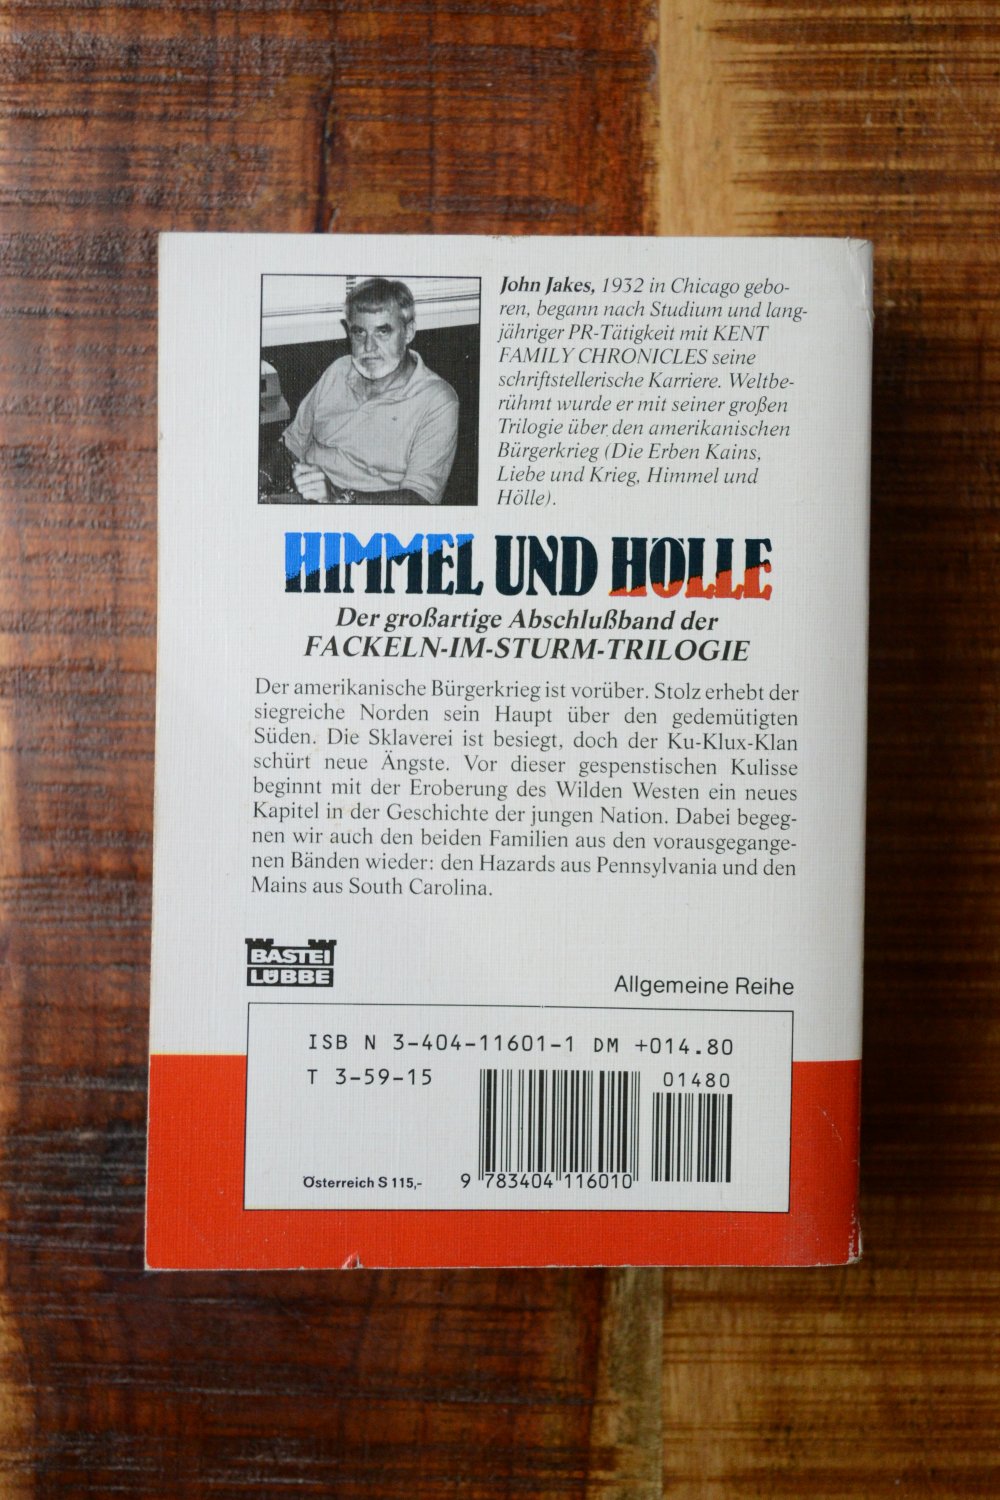 John Jakes, 1932 in Chicago gebo-
ren, begann nach Studium und lang-
jähriger PR-Tätigkeit mit KENT
FAMILY CHRONICLES seine
schriftstellerische Karriere. Weltbe-
rühmt wurde er mit seiner großen
Trilogie über den amerikanischen
Bürgerkrieg (Die Erben Kains,
Liebe und Krieg, Himmel und
Hölle).
HIMMEL UND HÖLLE
Der großartige Abschlußband der
FACKELN-IM-STURM-TRILOGIE
Der amerikanische Bürgerkrieg ist vorüber. Stolz erhebt der
siegreiche Norden sein Haupt über den gedemütigten
Süden. Die Sklaverei ist besiegt, doch der Ku-Klux-Klan
schürt neue Ängste. Vor dieser gespenstischen Kulisse
beginnt mit der Eroberung des Wilden Westen ein neues
Kapitel in der Geschichte der jungen Nation. Dabei begeg-
nen wir auch den beiden Familien aus den vorausgegange-
nen Bänden wieder: den Hazards aus Pennsylvania und den
Mains aus South Carolina.
BASTEI
LÜBBE
Allgemeine Reihe
ISB N 3-404-11601-1 DM +014.80
T 3-59-15
01480
Österreich S 115,-
9 783404 116010